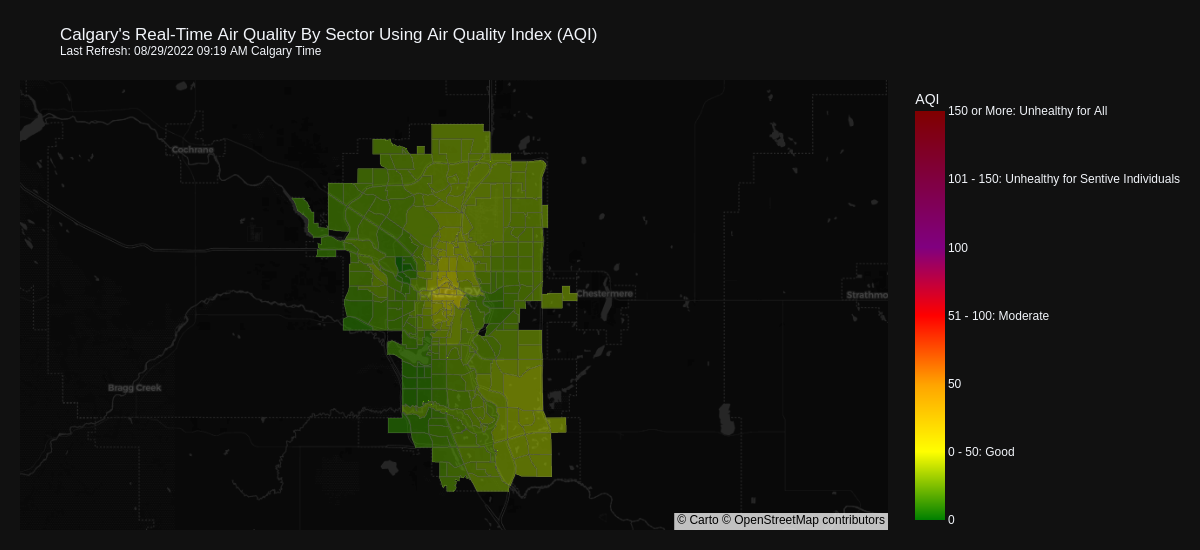 Calgary's Real-Time Air Quality By Sector Using Air Quality Index (AQI)
Last Refresh: 08/29/2022 09:19 AM Calgary Time
AQI
150 or More: Unhealthy for All
Cochrane
101 - 150: Unhealthy for Sentive Individuals
100
CALGARY
Chestermere
Strathmo
51 - 100: Moderate
Bragg Creek
50
0 - 50: Good
© Carto © OpenStreetMap contributors
0